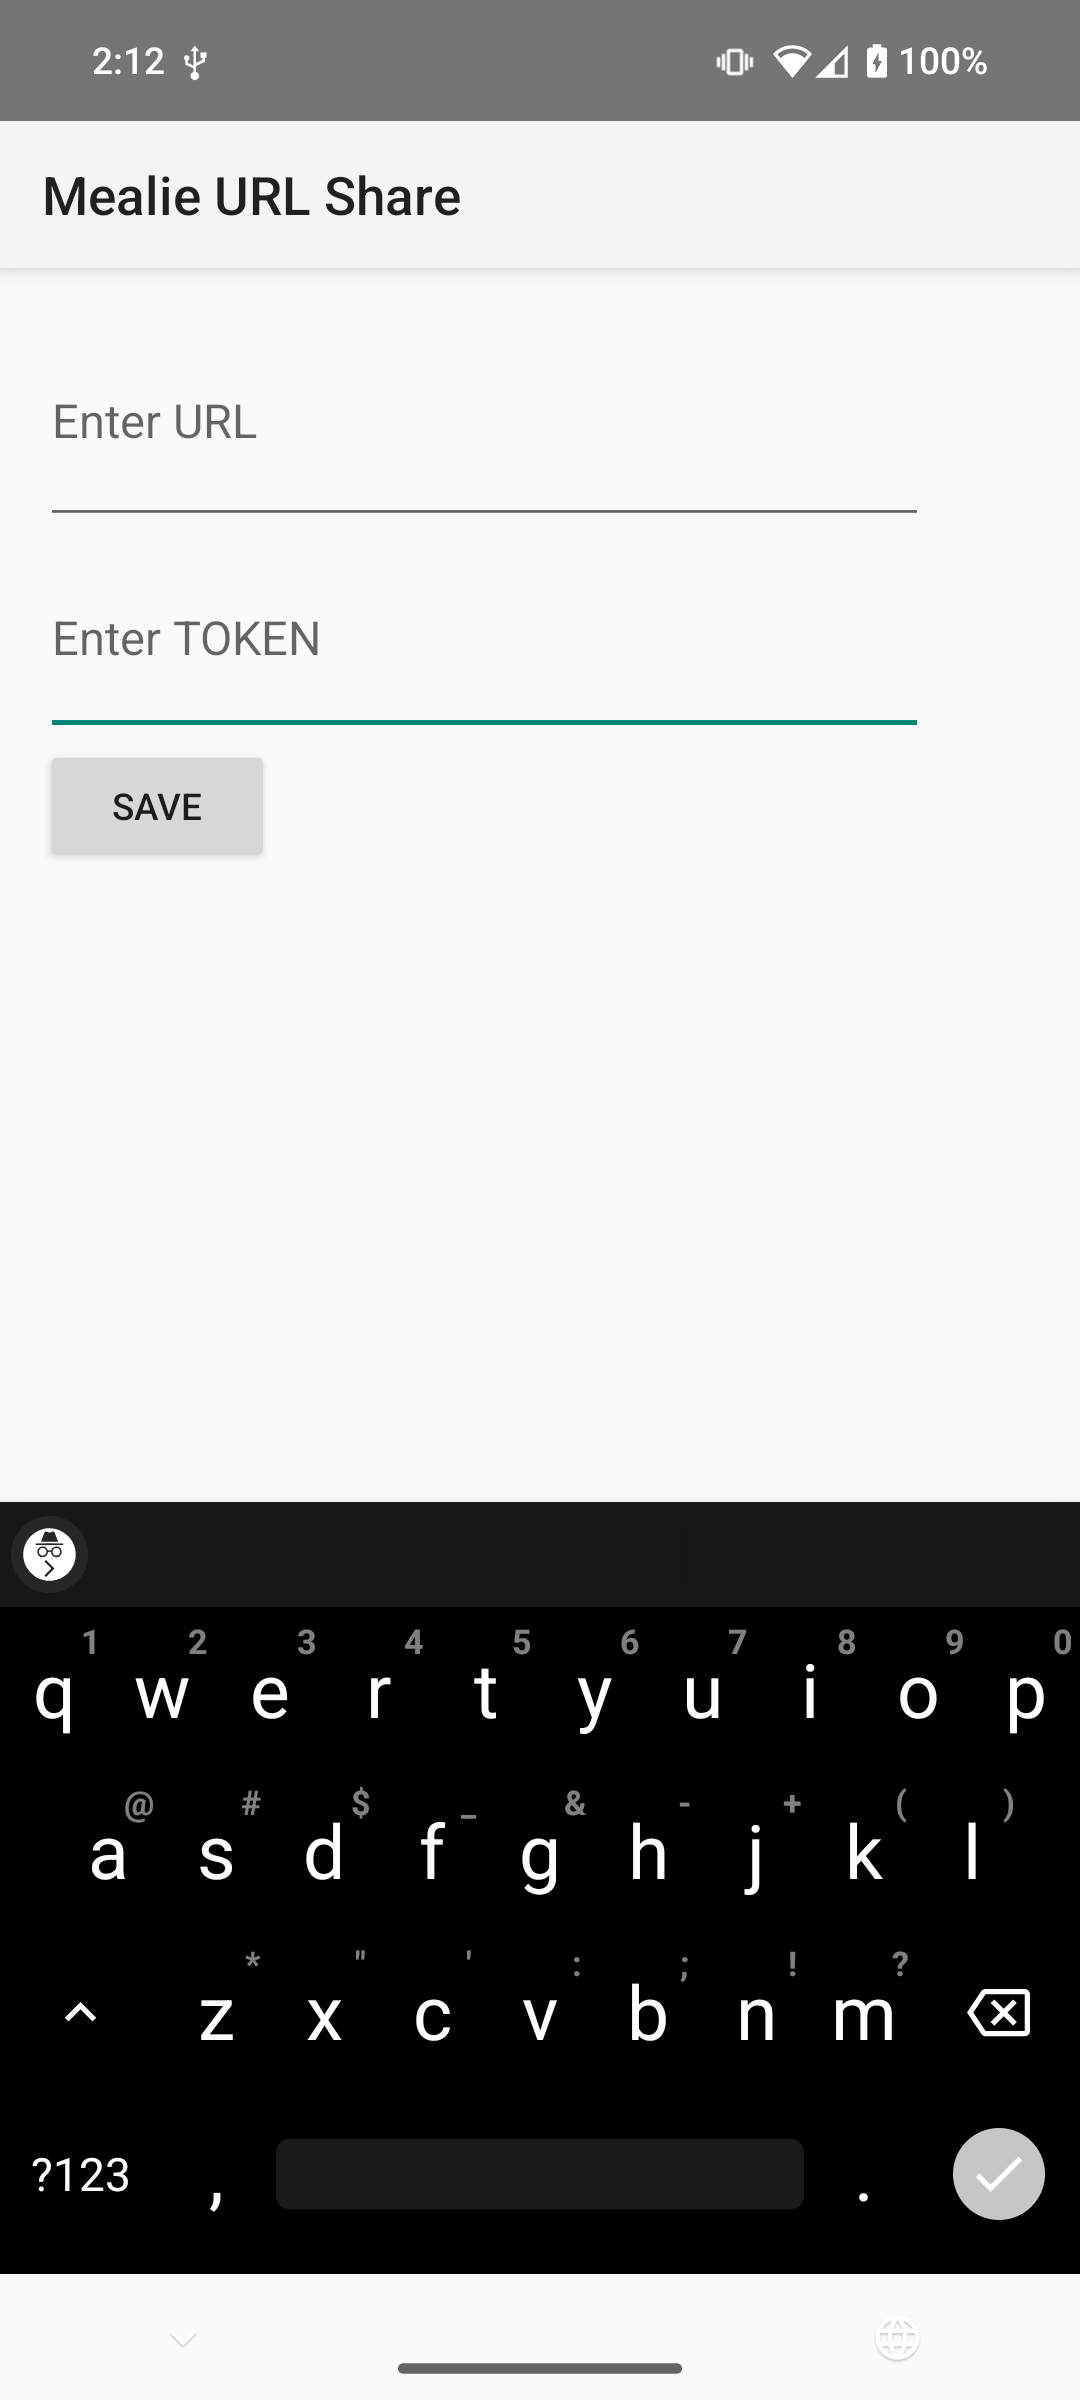 2:12 100%
Mealie URL Share
Enter URL
Enter TOKEN
SAVE
1 2 3 4 5 6 7 8 9 0
q w e r t y u i o p
@ # $ _ & - + ( )
a s d f g h j k l
* " ' : ; ! ?
z x c v b n m
?123 , .